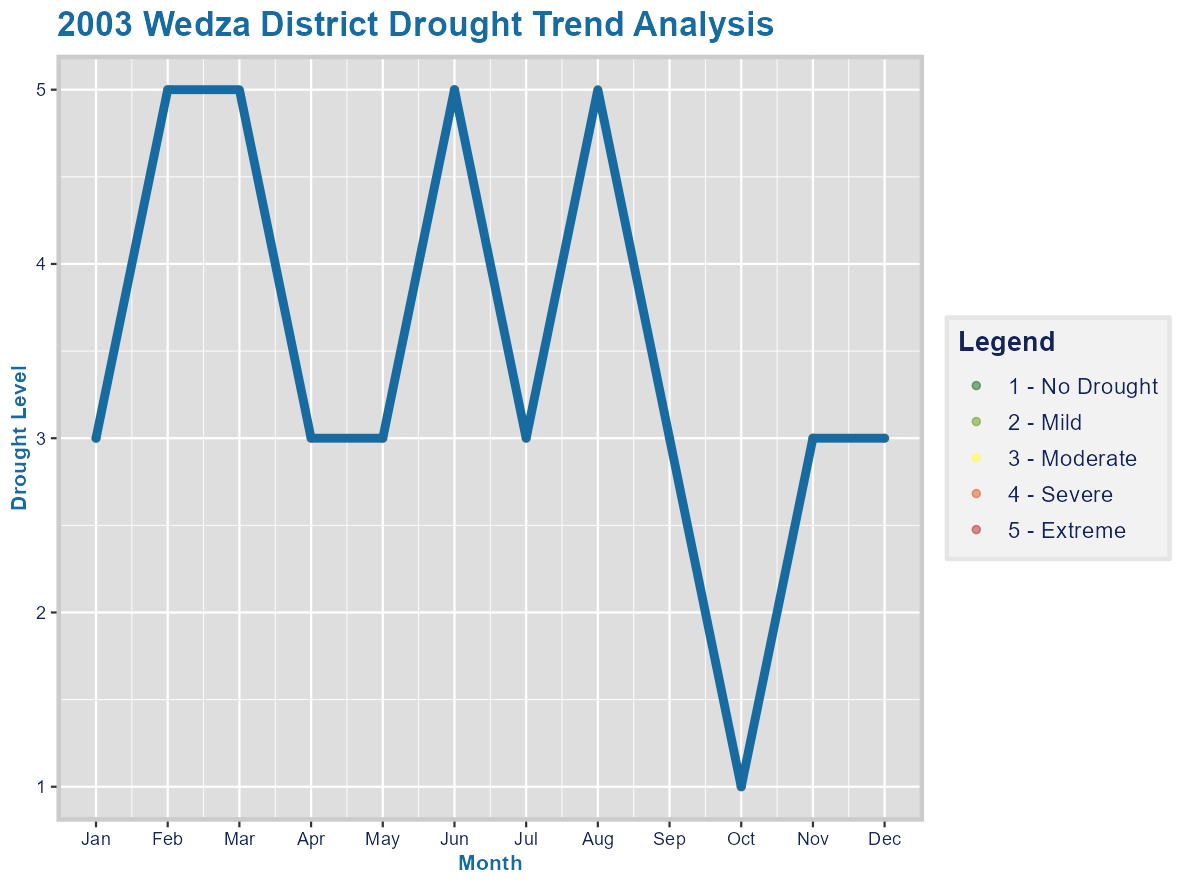 2003 Wedza District Drought Trend Analysis
5
4
3
2
1
Drought Level
Jan Feb Mar Apr May Jun Jul Aug Sep Oct Nov Dec
Month
Legend
1 - No Drought
2 - Mild
3 - Moderate
4 - Severe
5 - Extreme